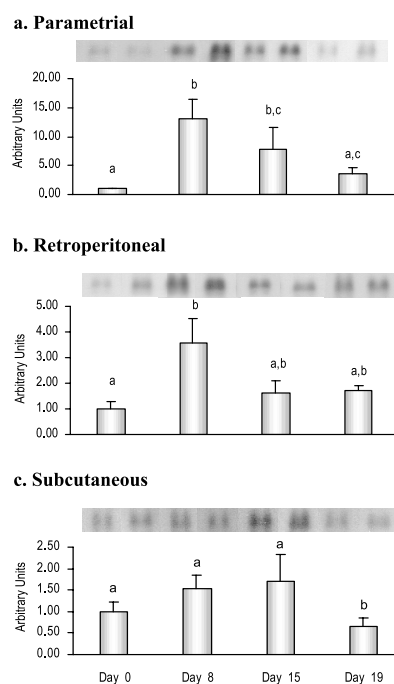 a. Parametrial
20.00
15.00
10.00
5.00
0.00
Arbitrary Units
a
b
b,c
a,c
b. Retroperitoneal
5.00
4.00
3.00
2.00
1.00
0.00
Arbitrary Units
a
b
a,b
a,b
c. Subcutaneous
2.50
2.00
1.50
1.00
0.50
0.00
Arbitrary Units
a
a
a
b
Day 0 Day 8 Day 15 Day 19